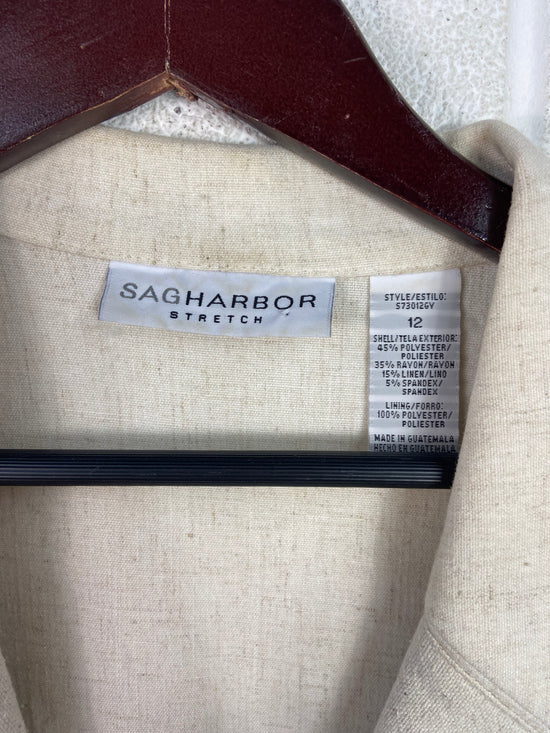 SAGHARBOR
STRETCH
STYLE/ESTILO:
S73012GV
12
SHELL/TELA EXTERIOR:
45% POLYESTER/
POLIESTER
35% RAYON/RAYON
15% LINEN/LINO
5% SPANDEX/
SPANDEX
LINING/FORRO:
100% POLYESTER/
POLIESTER
MADE IN GUATEMALA
HECHO EN GUATEMALA